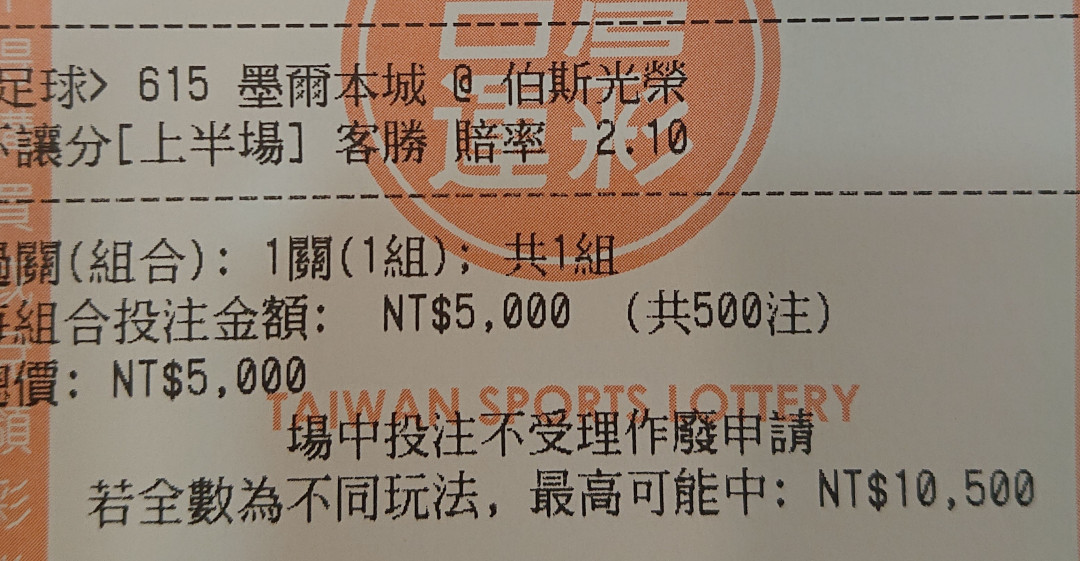 足球> 615 墨爾本城 @ 伯斯光榮
不讓分[上半場] 客勝 賠率 2.10
過關(組合): 1關(1組); 共1組
每組合投注金額: NT$5,000 (共500注)
總價: NT$5,000
TAIWAN SPORTS LOTTERY
場中投注不受理作廢申請
若全數為不同玩法, 最高可能中: NT$10,500